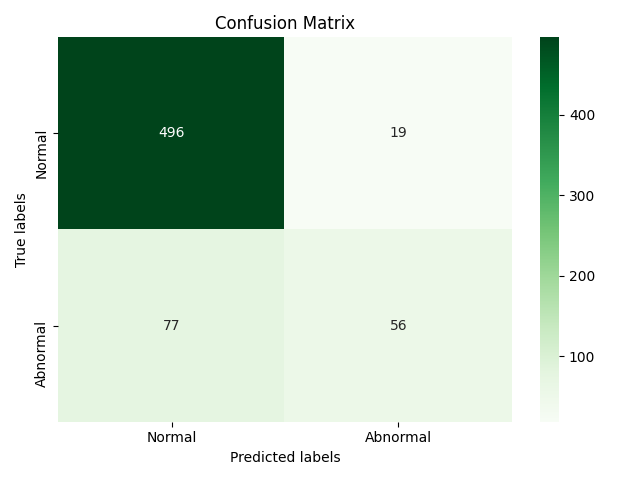 Confusion Matrix
True labels
Normal
Abnormal
496
19
77
56
Normal
Abnormal
Predicted labels
400
300
200
100